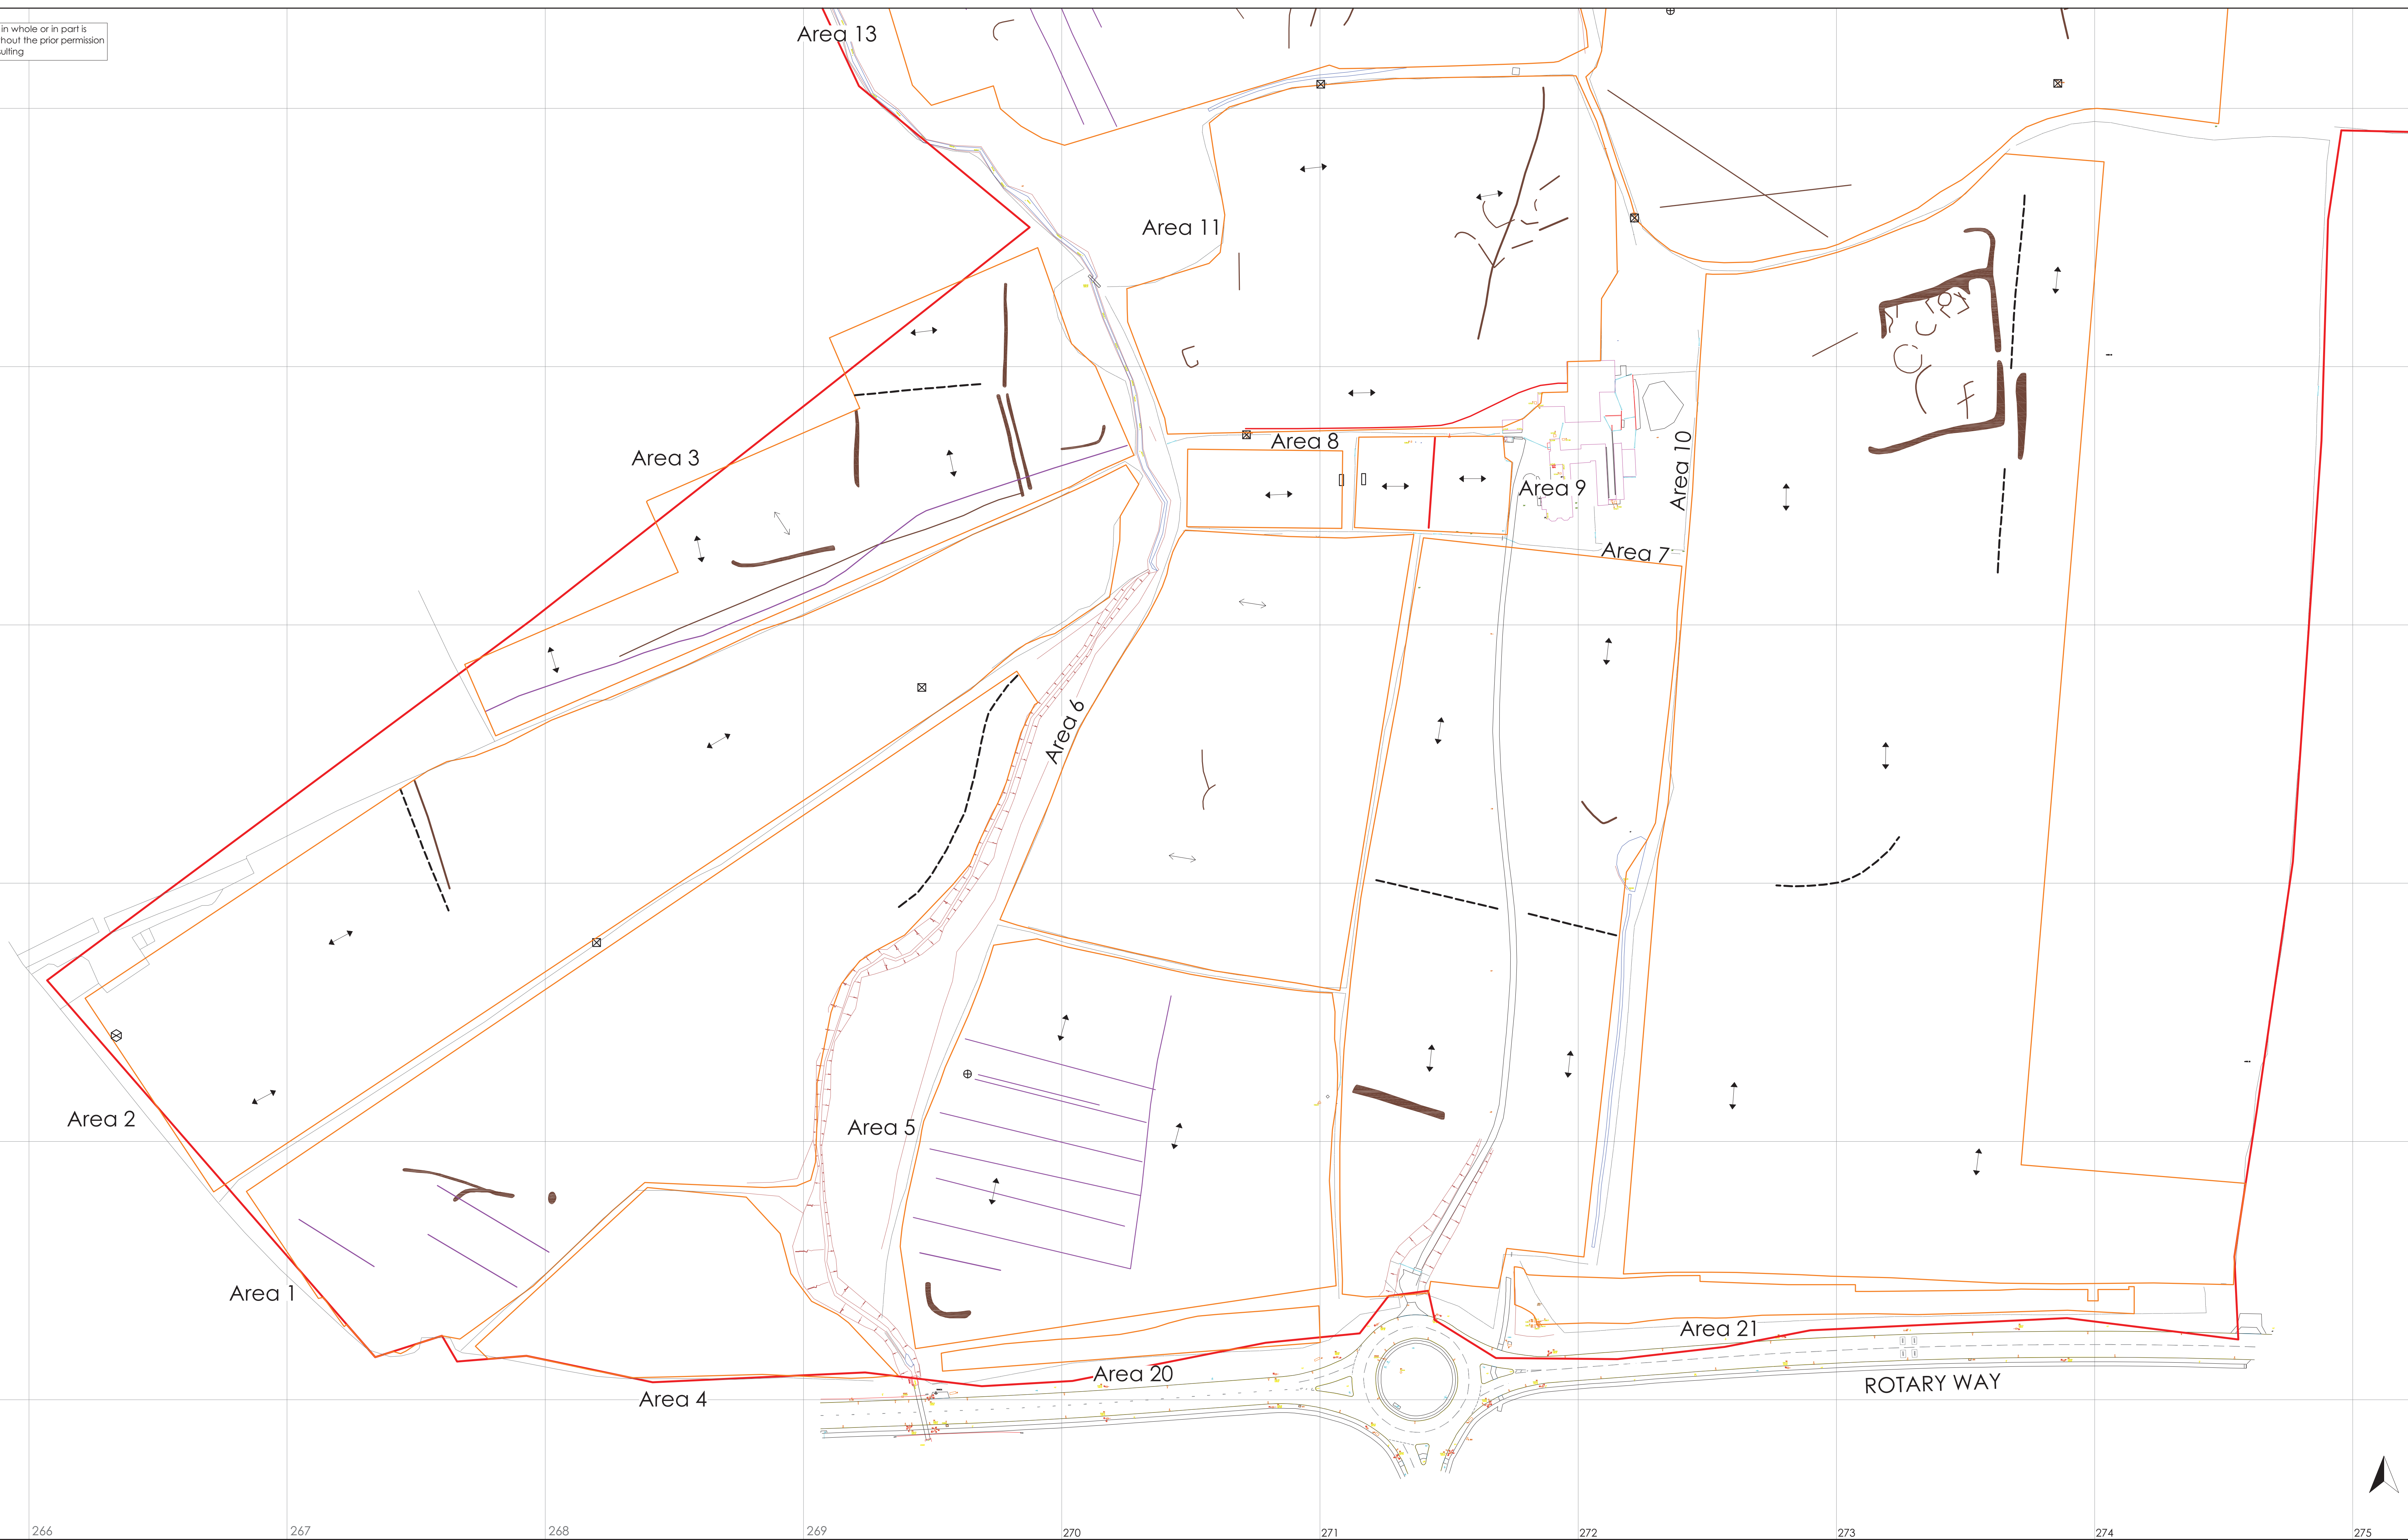 in whole or in part is
hout the prior permission
sulting
Area 13
Area 11
Area 3
Area 8
Area 10
Area 9
Area 7
Area 6
Area 2
Area 5
Area 1
Area 21
Area 20
Area 4
ROTARY WAY
266
267
268
269
270
271
272
273
274
275